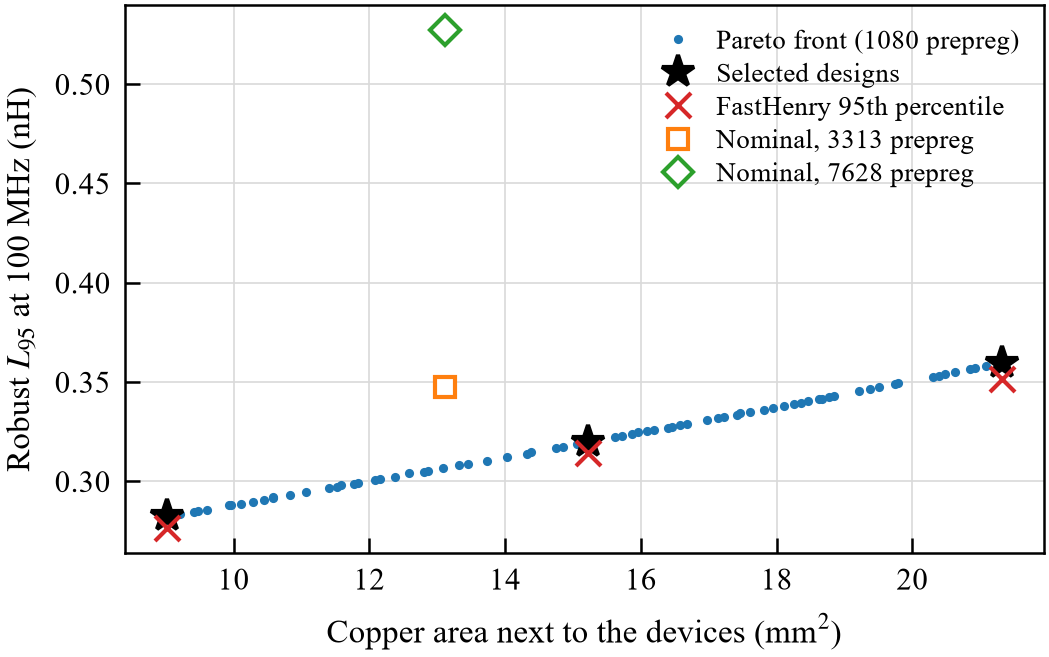 Pareto front (1080 prepreg)
Selected designs
FastHenry 95th percentile
Nominal, 3313 prepreg
Nominal, 7628 prepreg
Robust L95 at 100 MHz (nH)
0.50
0.45
0.40
0.35
0.30
10 12 14 16 18 20
Copper area next to the devices (mm²)